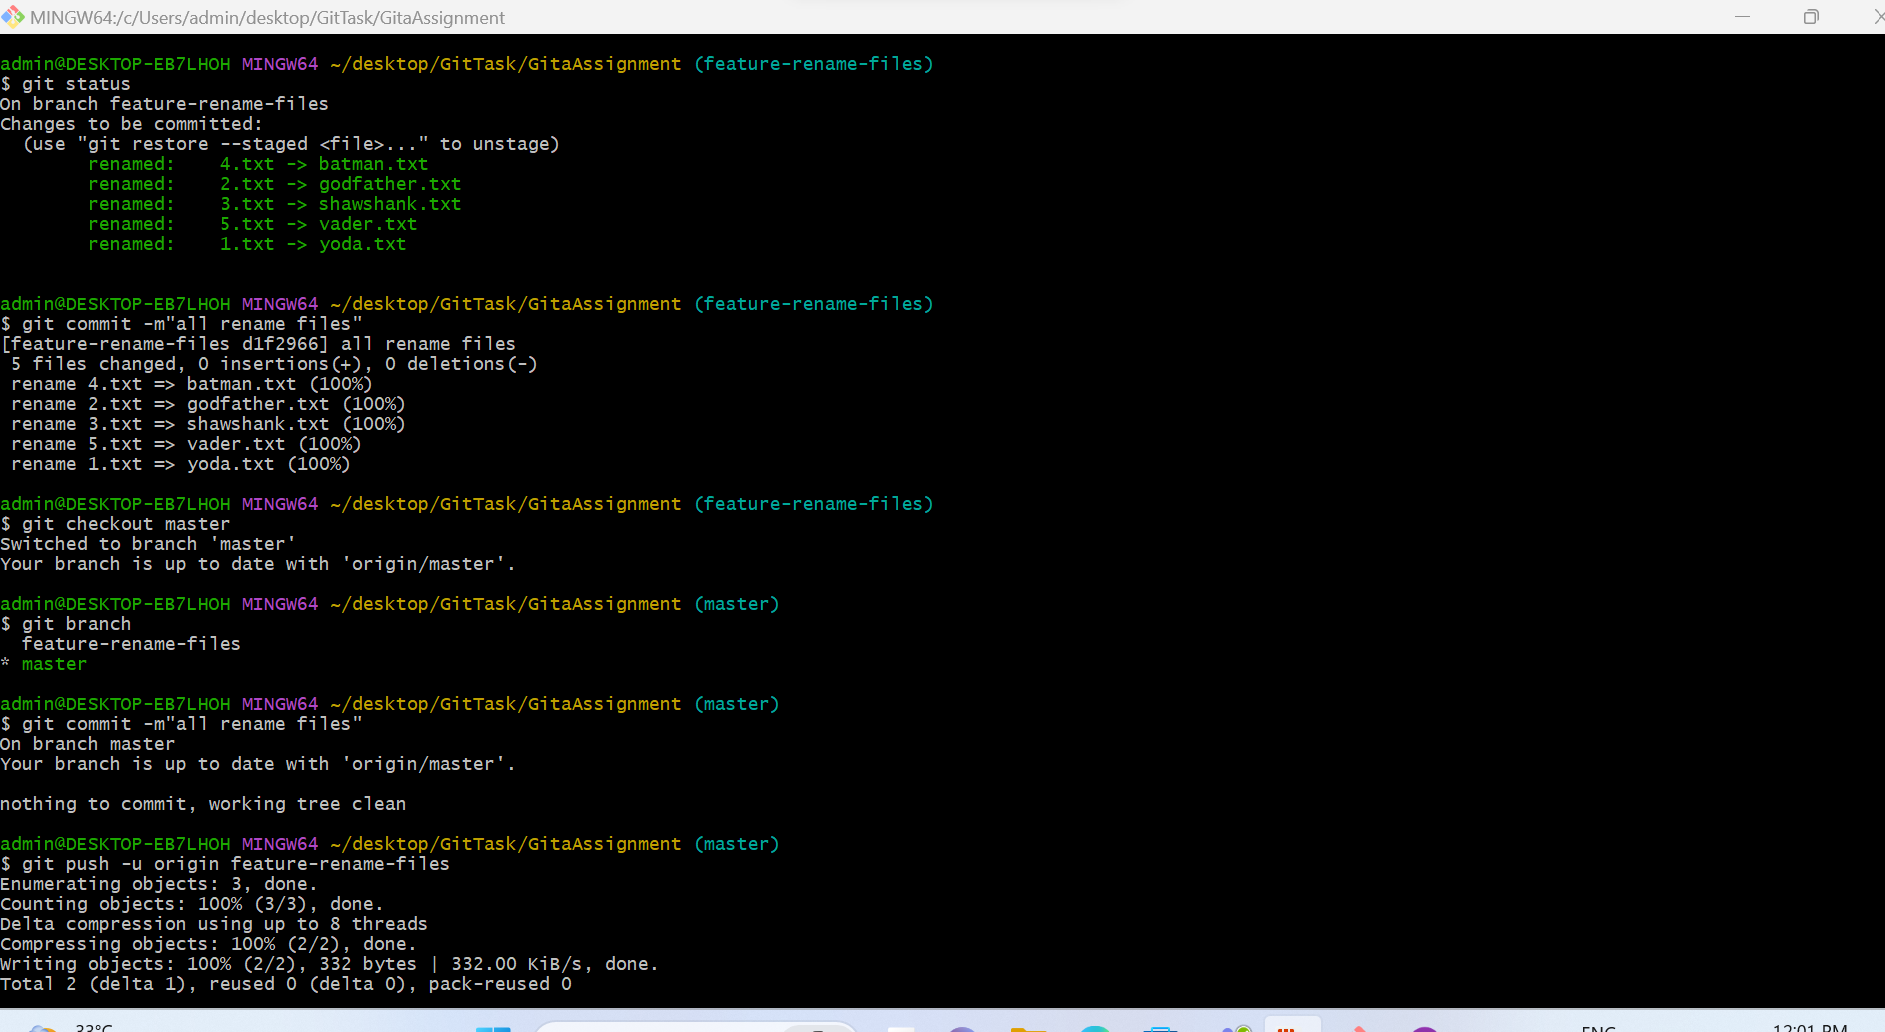 MINGW64:/c/Users/admin/desktop/GitTask/GitaAssignment
admin@DESKTOP-EB7LHOH MINGW64 ~/desktop/GitTask/GitaAssignment (feature-rename-files)
$ git status
On branch feature-rename-files
Changes to be committed:
  (use "git restore --staged <file>..." to unstage)
        renamed:    4.txt -> batman.txt
        renamed:    2.txt -> godfather.txt
        renamed:    3.txt -> shawshank.txt
        renamed:    5.txt -> vader.txt
        renamed:    1.txt -> yoda.txt
admin@DESKTOP-EB7LHOH MINGW64 ~/desktop/GitTask/GitaAssignment (feature-rename-files)
$ git commit -m"all rename files"
[feature-rename-files d1f2966] all rename files
 5 files changed, 0 insertions(+), 0 deletions(-)
 rename 4.txt => batman.txt (100%)
 rename 2.txt => godfather.txt (100%)
 rename 3.txt => shawshank.txt (100%)
 rename 5.txt => vader.txt (100%)
 rename 1.txt => yoda.txt (100%)
admin@DESKTOP-EB7LHOH MINGW64 ~/desktop/GitTask/GitaAssignment (feature-rename-files)
$ git checkout master
Switched to branch 'master'
Your branch is up to date with 'origin/master'.
admin@DESKTOP-EB7LHOH MINGW64 ~/desktop/GitTask/GitaAssignment (master)
$ git branch
  feature-rename-files
* master
admin@DESKTOP-EB7LHOH MINGW64 ~/desktop/GitTask/GitaAssignment (master)
$ git commit -m"all rename files"
On branch master
Your branch is up to date with 'origin/master'.
nothing to commit, working tree clean
admin@DESKTOP-EB7LHOH MINGW64 ~/desktop/GitTask/GitaAssignment (master)
$ git push -u origin feature-rename-files
Enumerating objects: 3, done.
Counting objects: 100% (3/3), done.
Delta compression using up to 8 threads
Compressing objects: 100% (2/2), done.
Writing objects: 100% (2/2), 332 bytes | 332.00 KiB/s, done.
Total 2 (delta 1), reused 0 (delta 0), pack-reused 0
33°C ENG 12:01 PM